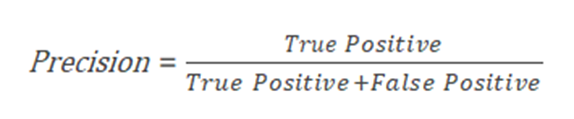 Precision = True Positive
True Positive+False Positive